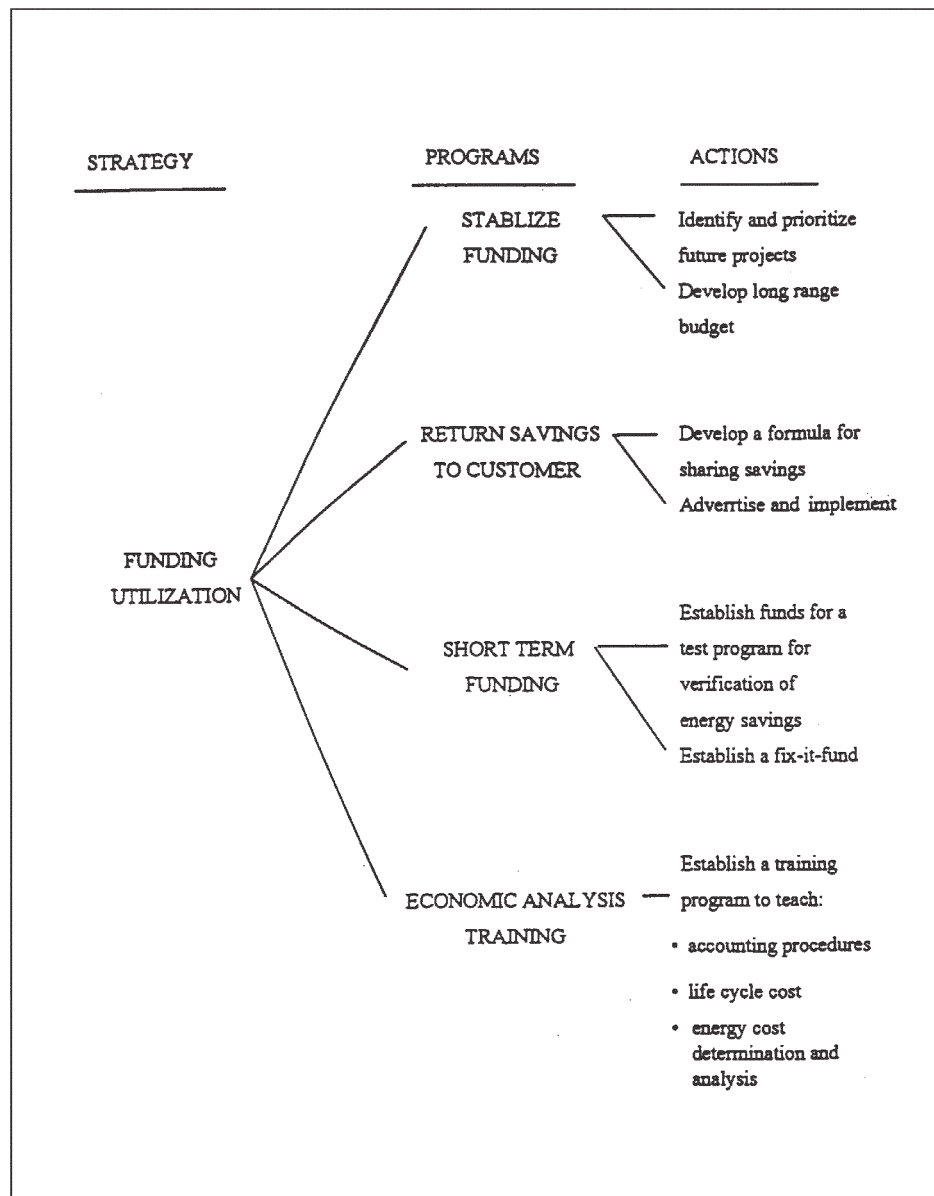 STRATEGY
PROGRAMS
ACTIONS
STABLIZE
FUNDING
Identify and prioritize
future projects
Develop long range
budget
RETURN SAVINGS
TO CUSTOMER
Develop a formula for
sharing savings
Adverrtise and implement
FUNDING
UTILIZATION
SHORT TERM
FUNDING
Establish funds for a
test program for
verification of
energy savings
Establish a fix-it-fund
ECONOMIC ANALYSIS
TRAINING
Establish a training
program to teach:
• accounting procedures
• life cycle cost
• energy cost
determination and
analysis